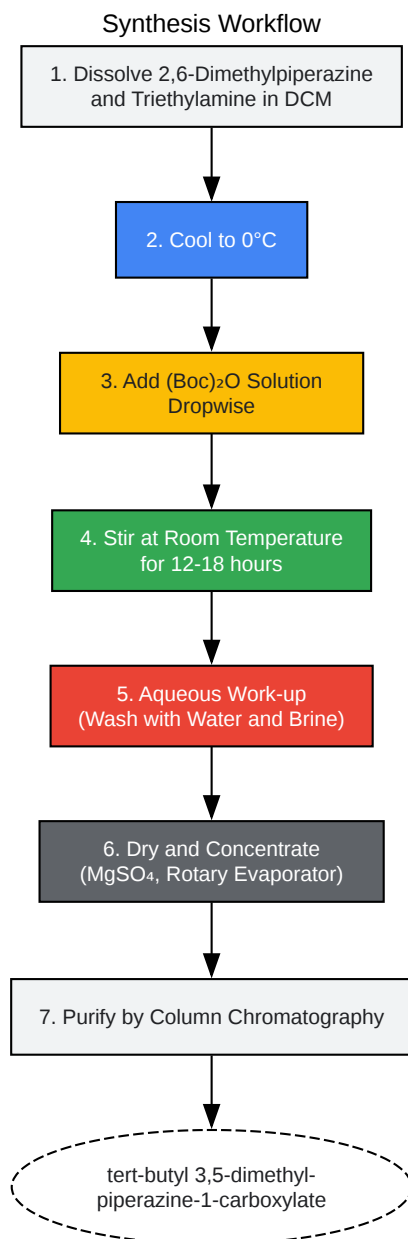 Synthesis Workflow
1. Dissolve 2,6-Dimethylpiperazine
and Triethylamine in DCM
2. Cool to 0°C
3. Add (Boc)₂O Solution
Dropwise
4. Stir at Room Temperature
for 12-18 hours
5. Aqueous Work-up
(Wash with Water and Brine)
6. Dry and Concentrate
(MgSO₄, Rotary Evaporator)
7. Purify by Column Chromatography
tert-butyl 3,5-dimethyl-
piperazine-1-carboxylate